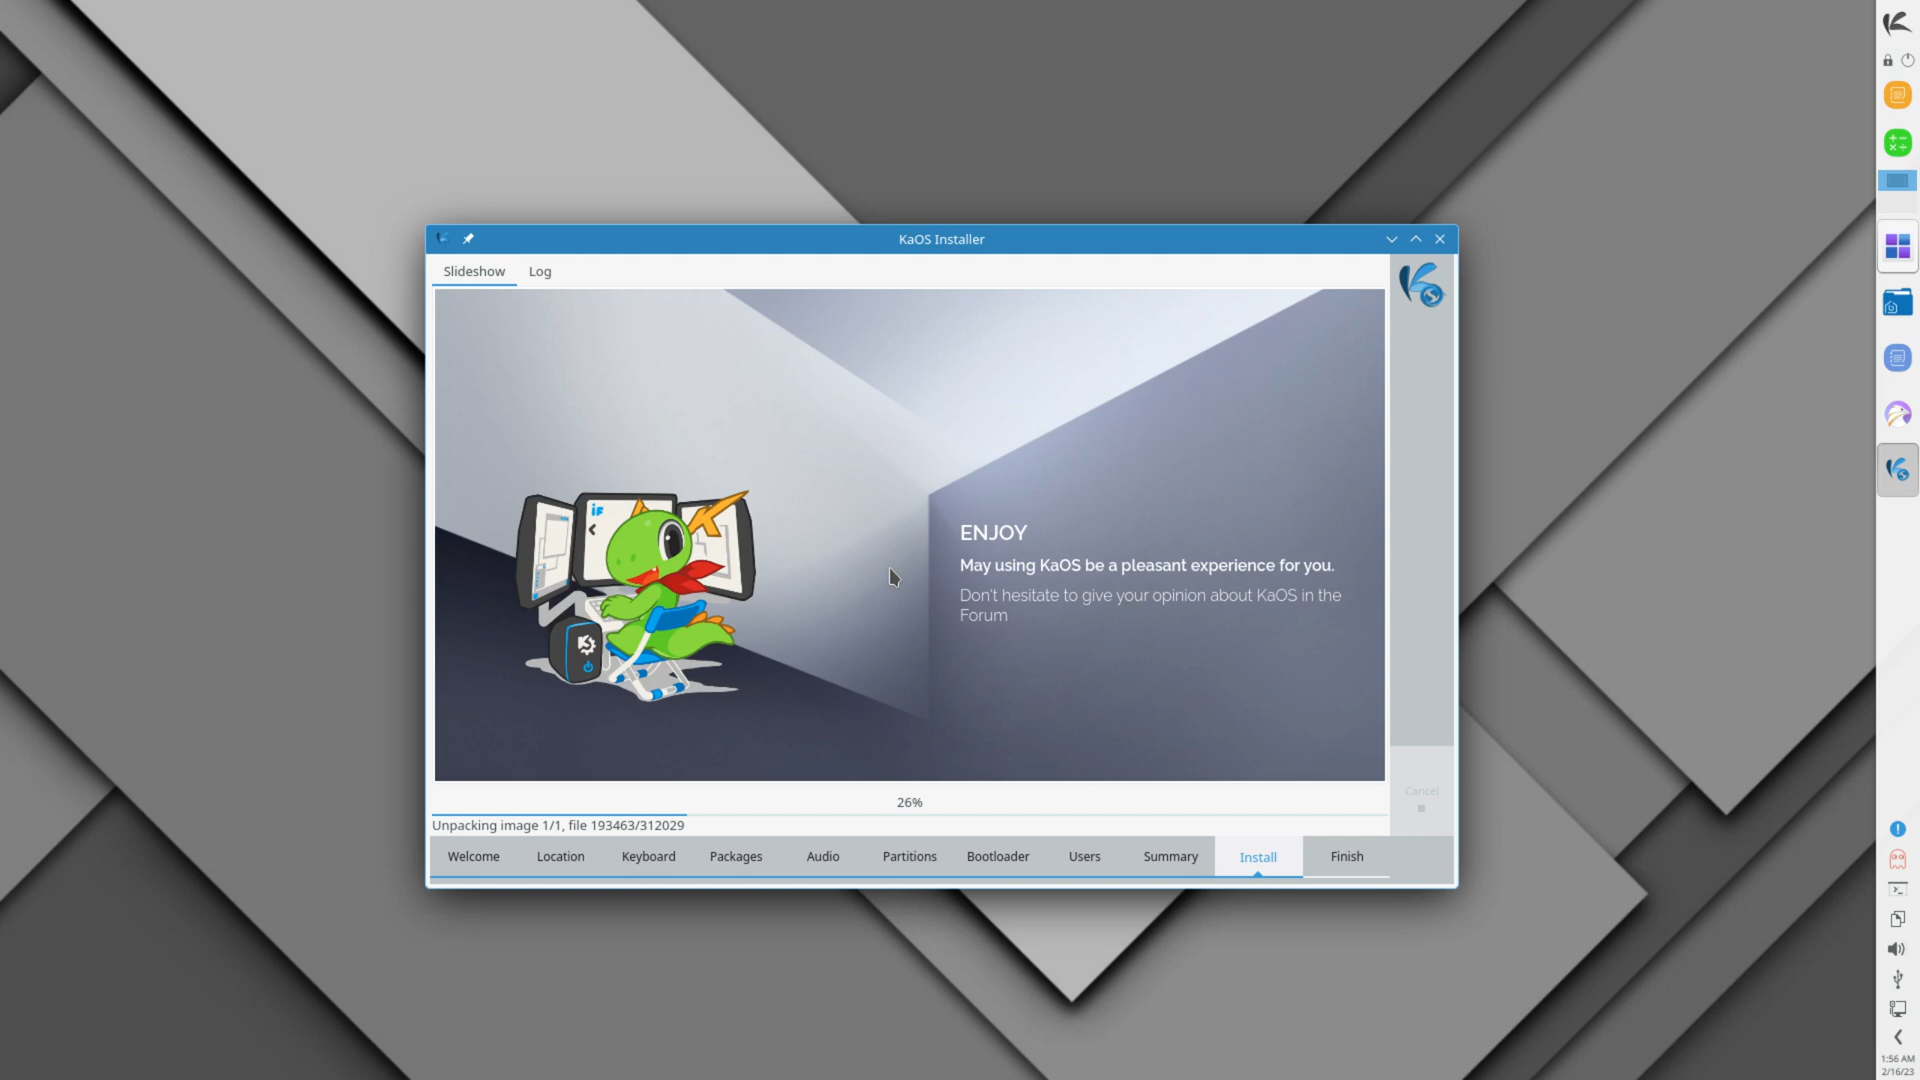 KaOS Installer
Slideshow
Log
iF
ENJOY
May using KaOS be a pleasant experience for you.
Don't hesitate to give your opinion about KaOS in the
Forum
Cancel
26%
Unpacking image 1/1, file 193463/312029
Welcome
Location
Keyboard
Packages
Audio
Partitions
Bootloader
Users
Summary
Install
Finish
1:56 AM
2/16/23